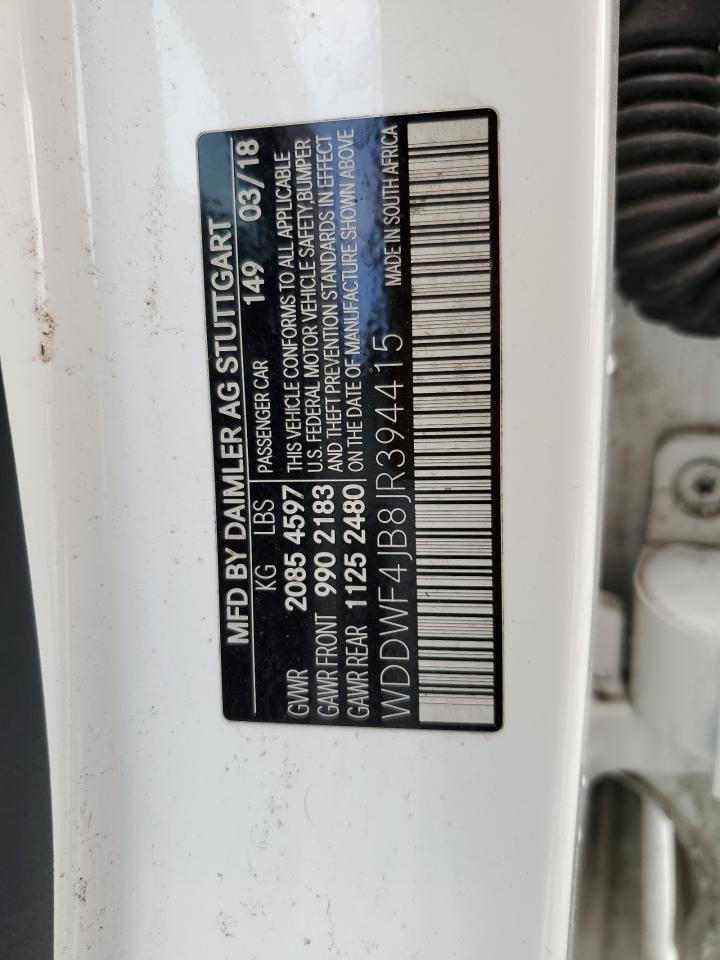 MFD BY DAIMLER AG STUTTGART
KG LBS PASSENGER CAR 149 03/18
GVWR 2085 4597 THIS VEHICLE CONFORMS TO ALL APPLICABLE
GAWR FRONT 990 2183 U.S. FEDERAL MOTOR VEHICLE SAFETY,BUMPER
AND THEFT PREVENTION STANDARDS IN EFFECT
GAWR REAR 1125 2480 ON THE DATE OF MANUFACTURE SHOWN ABOVE
WDDWF4JB8JR394415 MADE IN SOUTH AFRICA